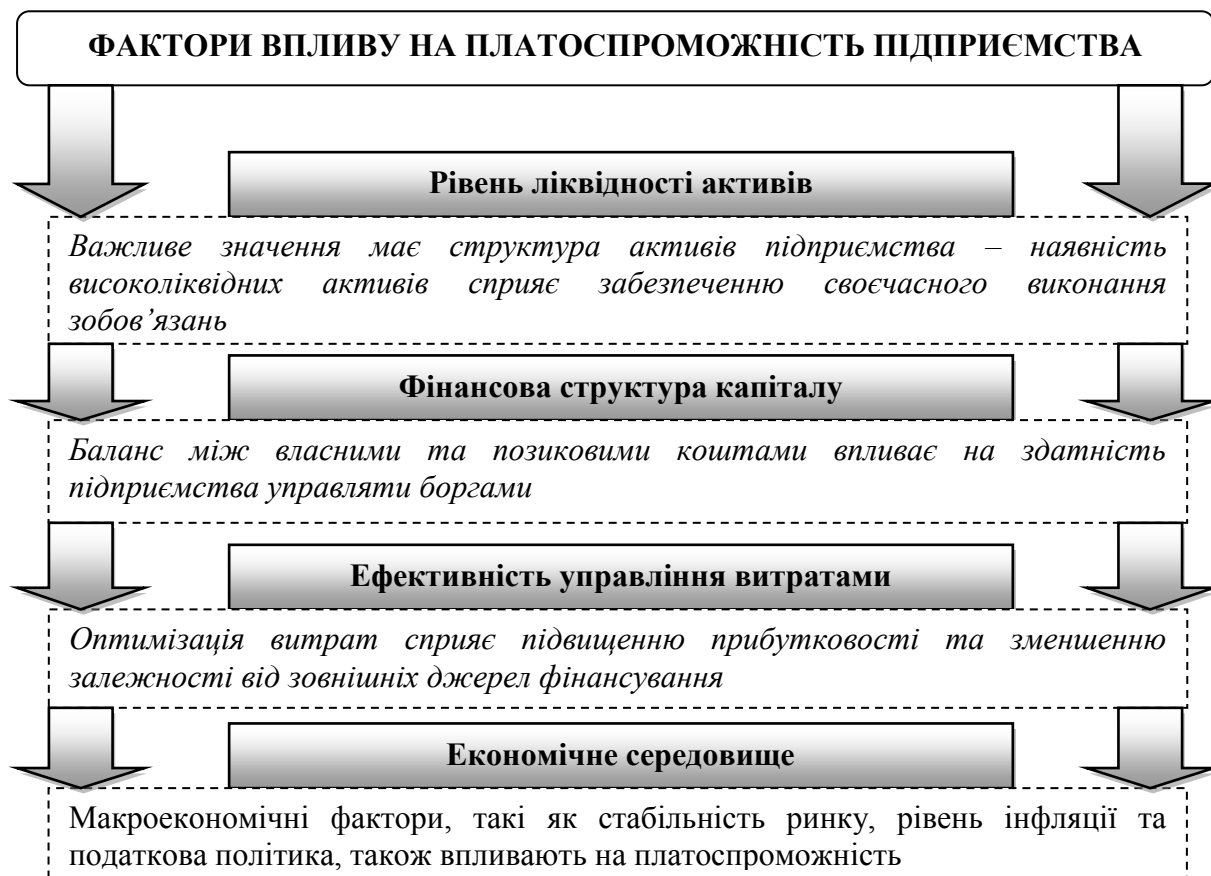 ФАКТОРИ ВПЛИВУ НА ПЛАТОСПРОМОЖНІСТЬ ПІДПРИЄМСТВА
Рівень ліквідності активів
Важливе значення має структура активів підприємства – наявність
високоліквідних активів сприяє забезпеченню своєчасного виконання
зобов’язань
Фінансова структура капіталу
Баланс між власними та позиковими коштами впливає на здатність
підприємства управляти боргами
Ефективність управління витратами
Оптимізація витрат сприяє підвищенню прибутковості та зменшенню
залежності від зовнішніх джерел фінансування
Економічне середовище
Макроекономічні фактори, такі як стабільність ринку, рівень інфляції та
податкова політика, також впливають на платоспроможність